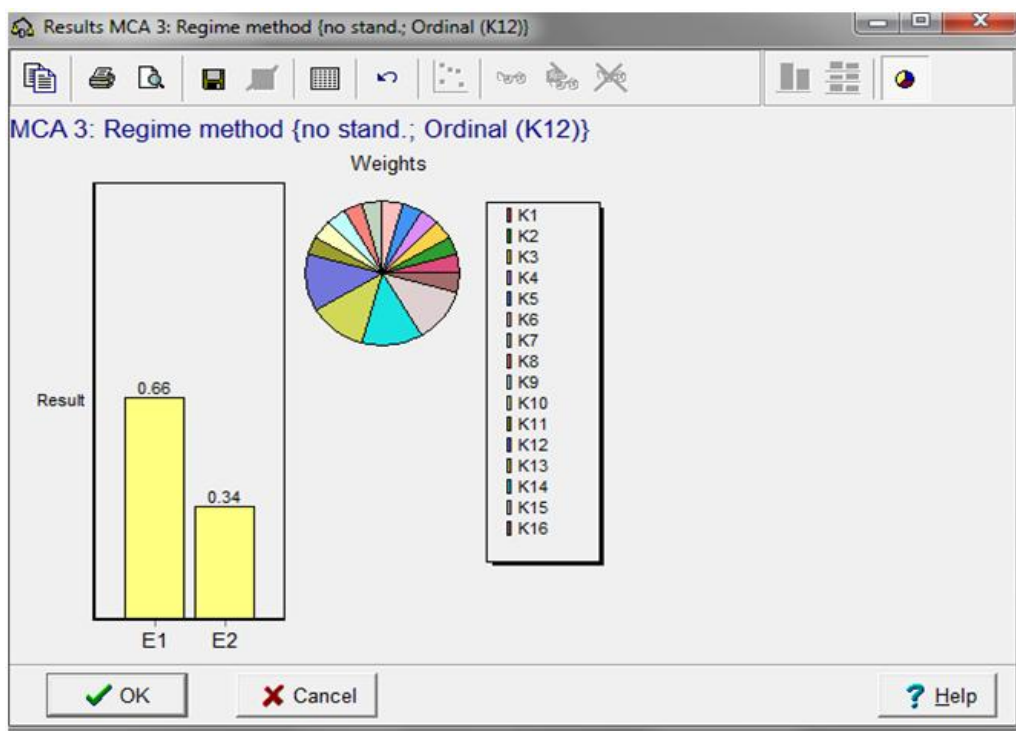 Results MCA 3: Regime method {no stand.; Ordinal (K12)}
MCA 3: Regime method {no stand.; Ordinal (K12)}
Weights
K1
K2
K3
K4
K5
K6
K7
K8
K9
K10
K11
K12
K13
K14
K15
K16
Result
0.66
0.34
E1 E2
OK Cancel Help